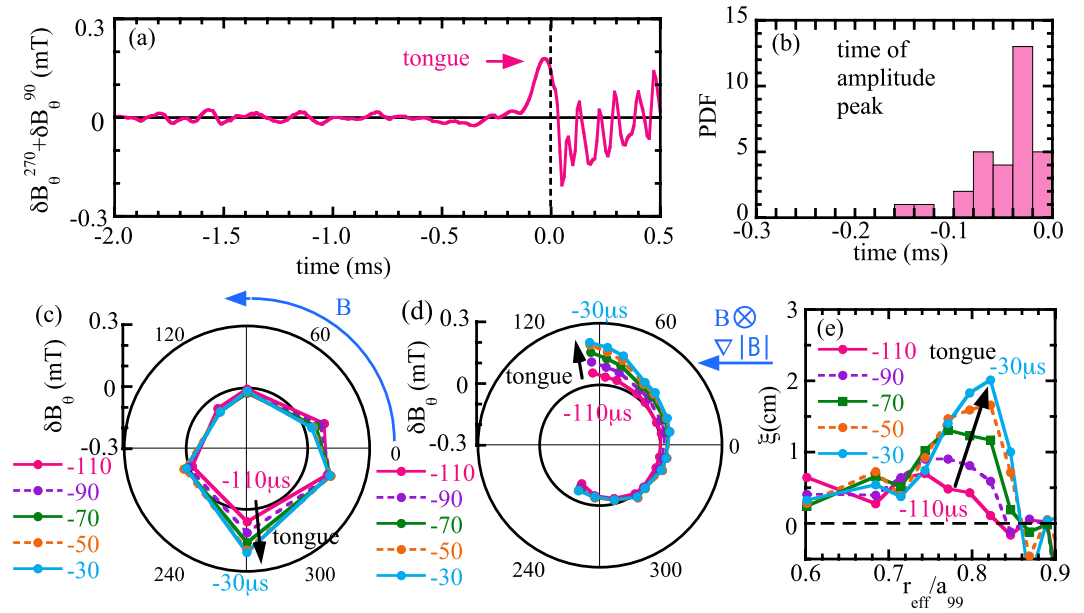 (a)
tongue
0.3
0
-0.3
δB_θ^270+δB_θ^90 (mT)
-2.0 -1.5 -1.0 -0.5 0.0 0.5
time (ms)
(b)
time of
amplitude
peak
15
10
5
0
PDF
-0.3 -0.2 -0.1 0.0
time (ms)
(c)
B
0.3
0
-0.3
δB_θ (mT)
120 60
0
240 300
-110μs
tongue
-30μs
-110
-90
-70
-50
-30
(d)
-30μs
B⊗
∇|B|
0.3
0
-0.3
δB_θ (mT)
120 60
0
240 300
tongue
-110μs
-110
-90
-70
-50
-30
(e)
3
2
1
0
ξ(cm)
-110
-90
-70
-50
-30
tongue
-30μs
-110μs
0.6 0.7 0.8 0.9
r_eff/a_99